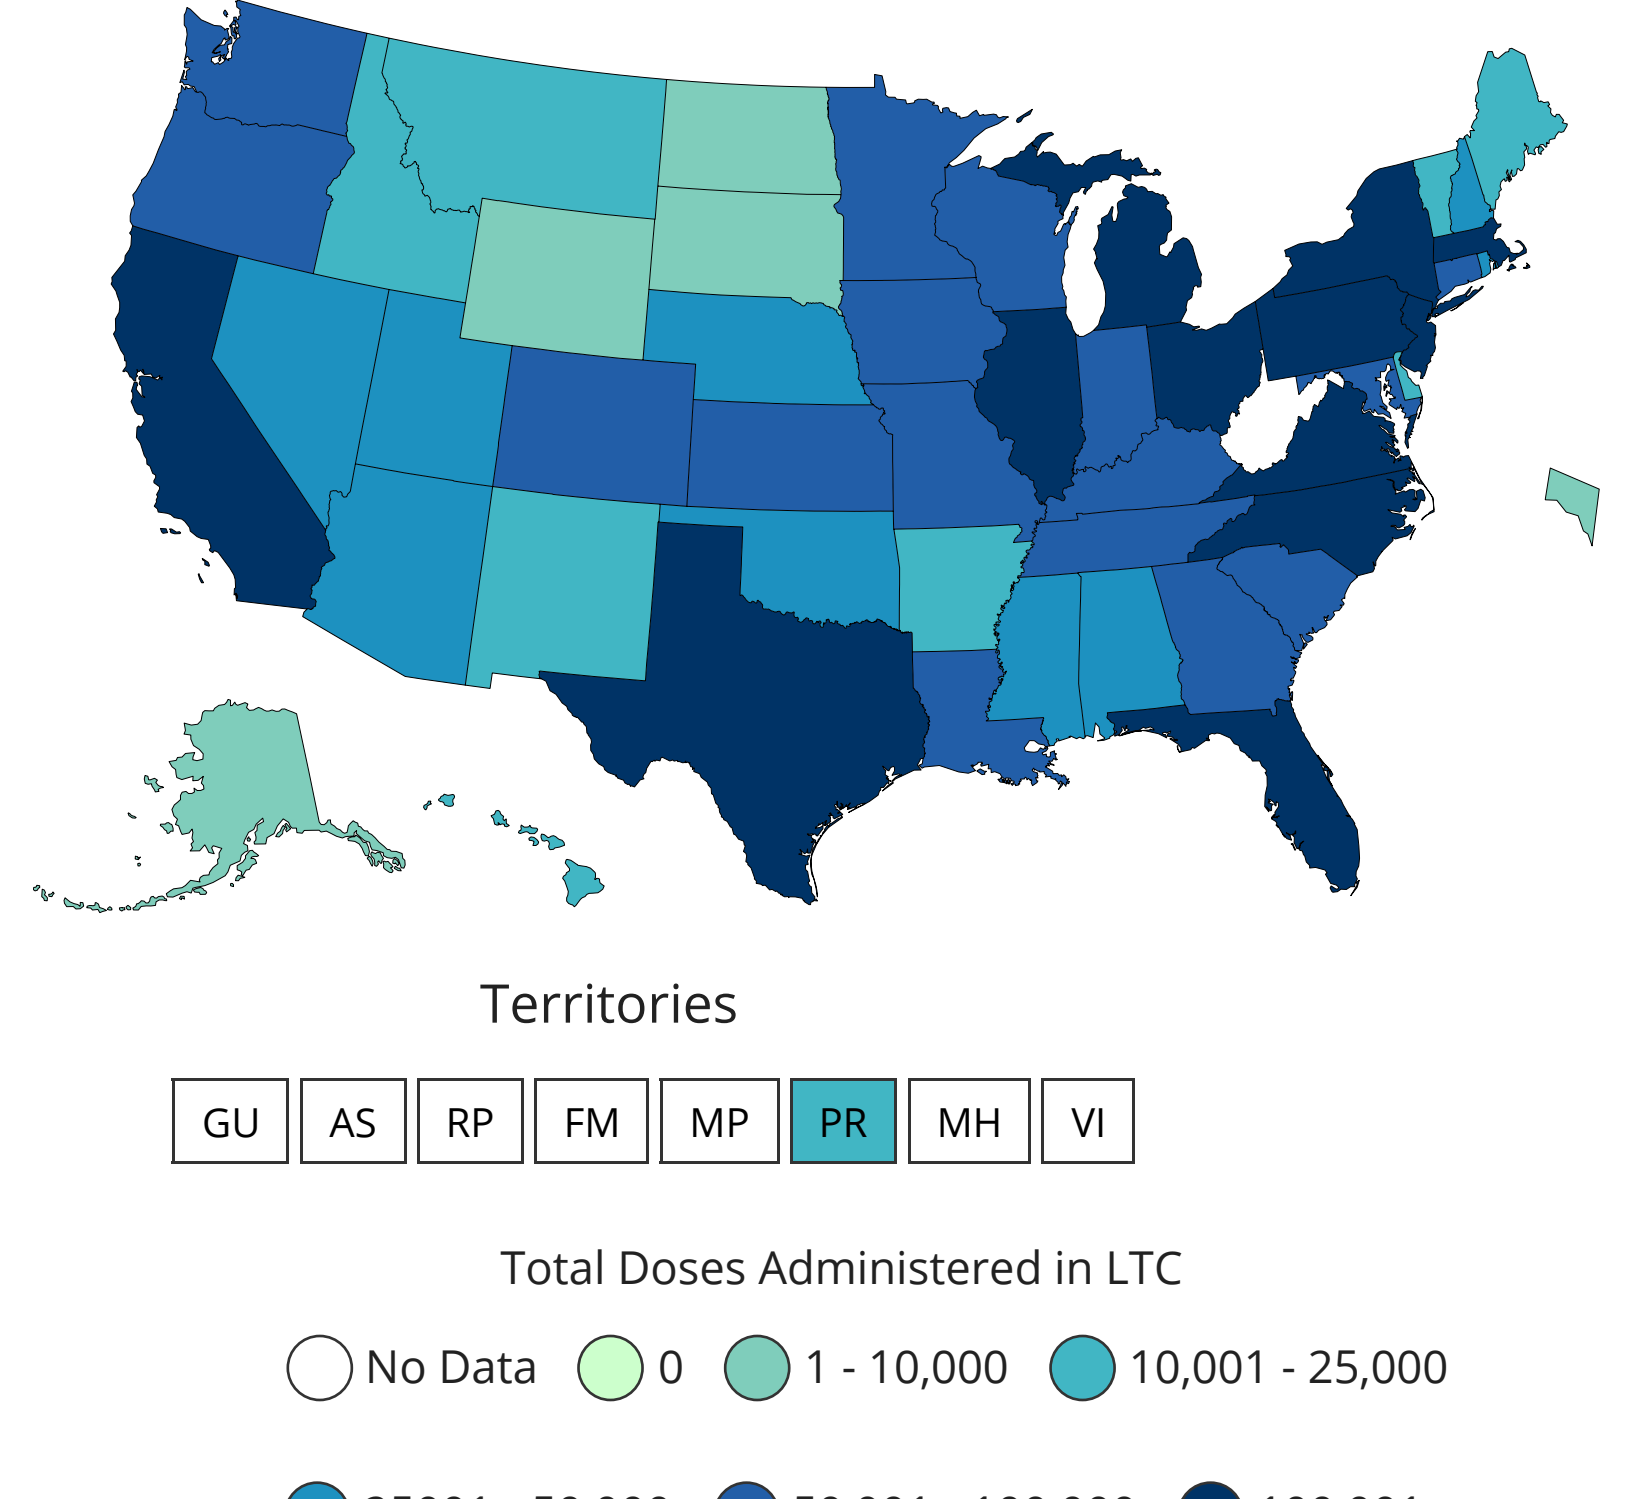 Territories
GU AS RP FM MP PR MH VI
Total Doses Administered in LTC
No Data 0 1 - 10,000 10,001 - 25,000